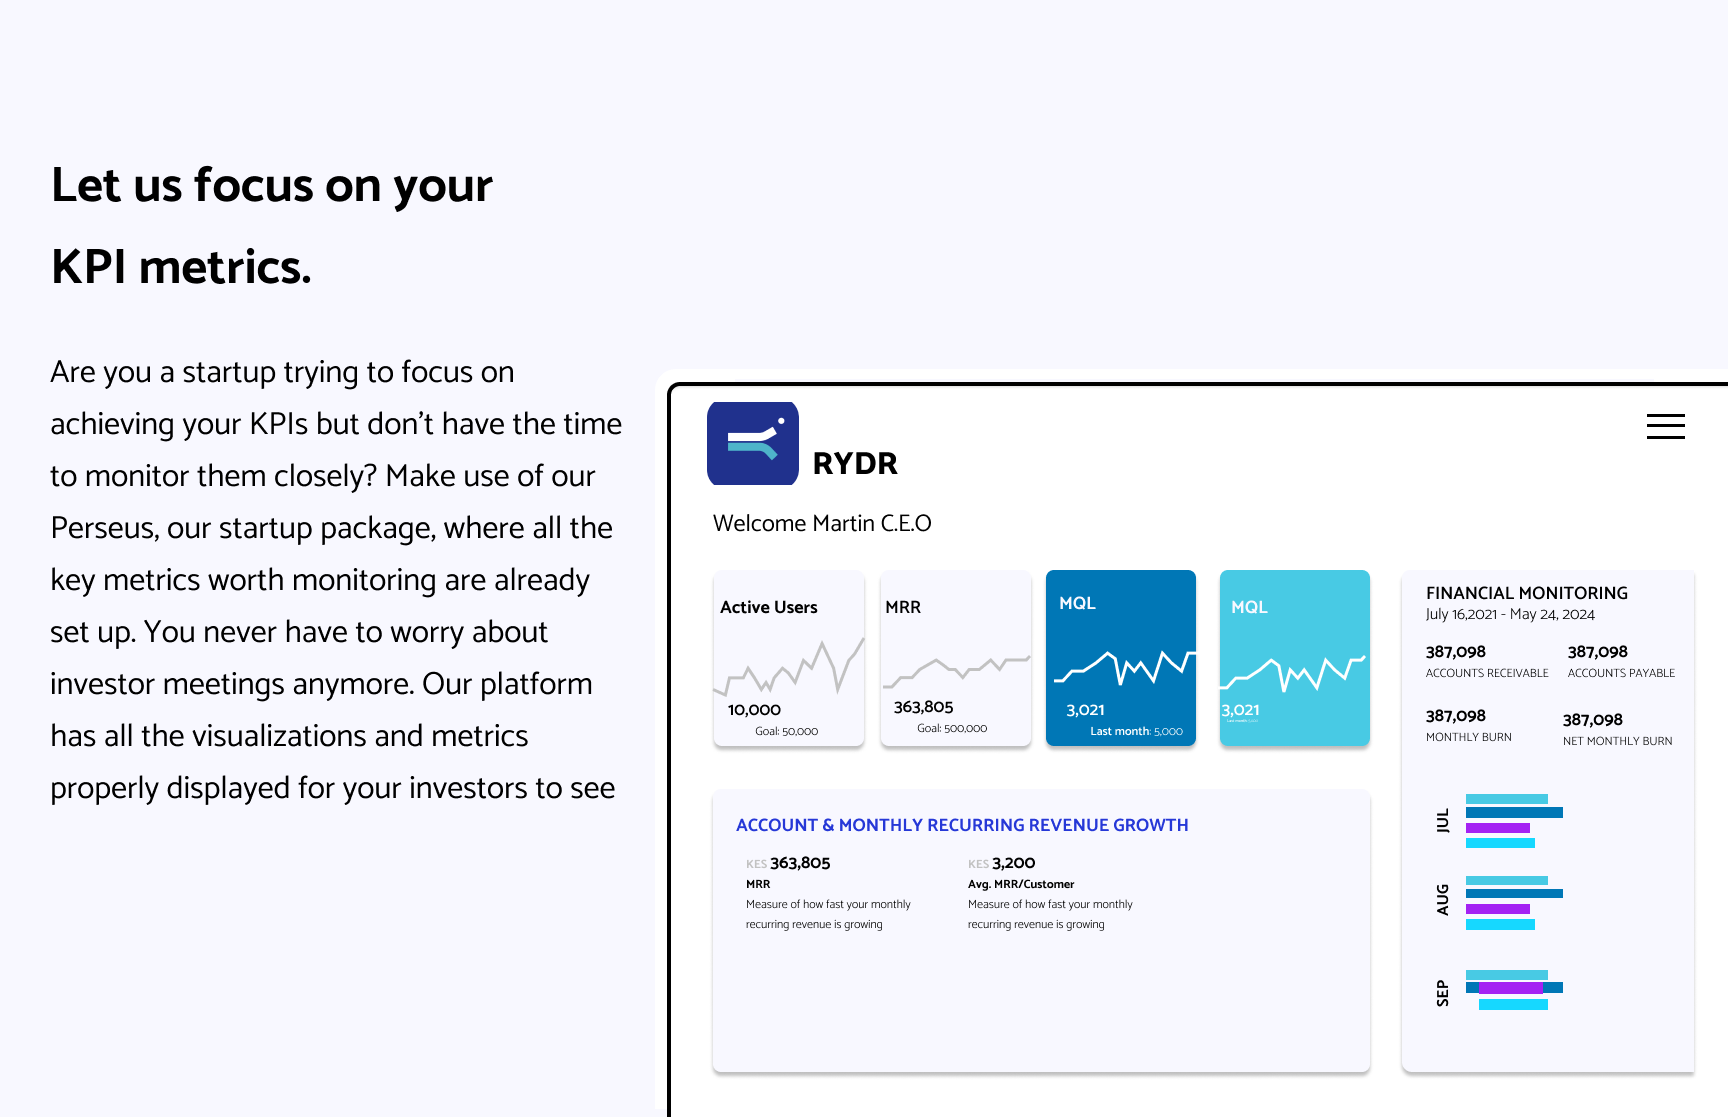 Let us focus on your
KPI metrics.
Are you a startup trying to focus on
achieving your KPIs but don't have the time
to monitor them closely? Make use of our
Perseus, our startup package, where all the
key metrics worth monitoring are already
set up. You never have to worry about
investor meetings anymore. Our platform
has all the visualizations and metrics
properly displayed for your investors to see
RYDR
Welcome Martin C.E.O
Active Users
10,000
Goal: 50,000
MRR
363,805
Goal: 500,000
MQL
3,021
Last month: 5,000
MQL
3,021
ACCOUNT & MONTHLY RECURRING REVENUE GROWTH
KES 363,805
MRR
Measure of how fast your monthly
recurring revenue is growing
KES 3,200
Avg. MRR/Customer
Measure of how fast your monthly
recurring revenue is growing
FINANCIAL MONITORING
July 16,2021 - May 24, 2024
387,098
ACCOUNTS RECEIVABLE
387,098
ACCOUNTS PAYABLE
387,098
MONTHLY BURN
387,098
NET MONTHLY BURN
JUL
AUG
SEP